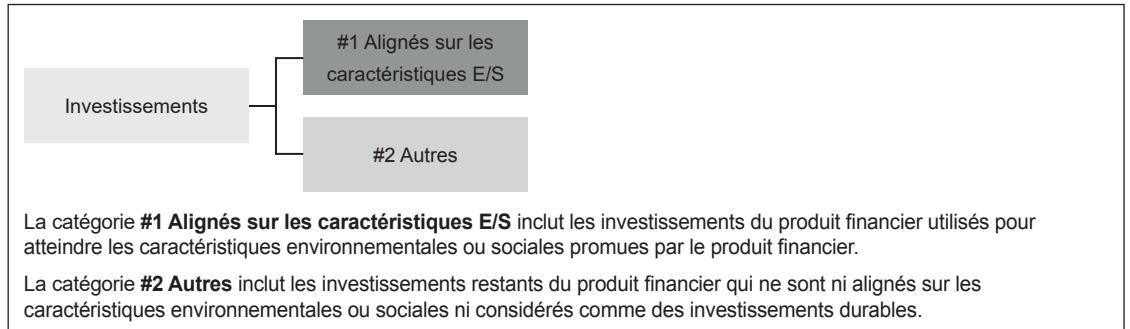 #1 Alignés sur les
caractéristiques E/S
Investissements
#2 Autres
La catégorie #1 Alignés sur les caractéristiques E/S inclut les investissements du produit financier utilisés pour
atteindre les caractéristiques environnementales ou sociales promues par le produit financier.
La catégorie #2 Autres inclut les investissements restants du produit financier qui ne sont ni alignés sur les
caractéristiques environnementales ou sociales ni considérés comme des investissements durables.